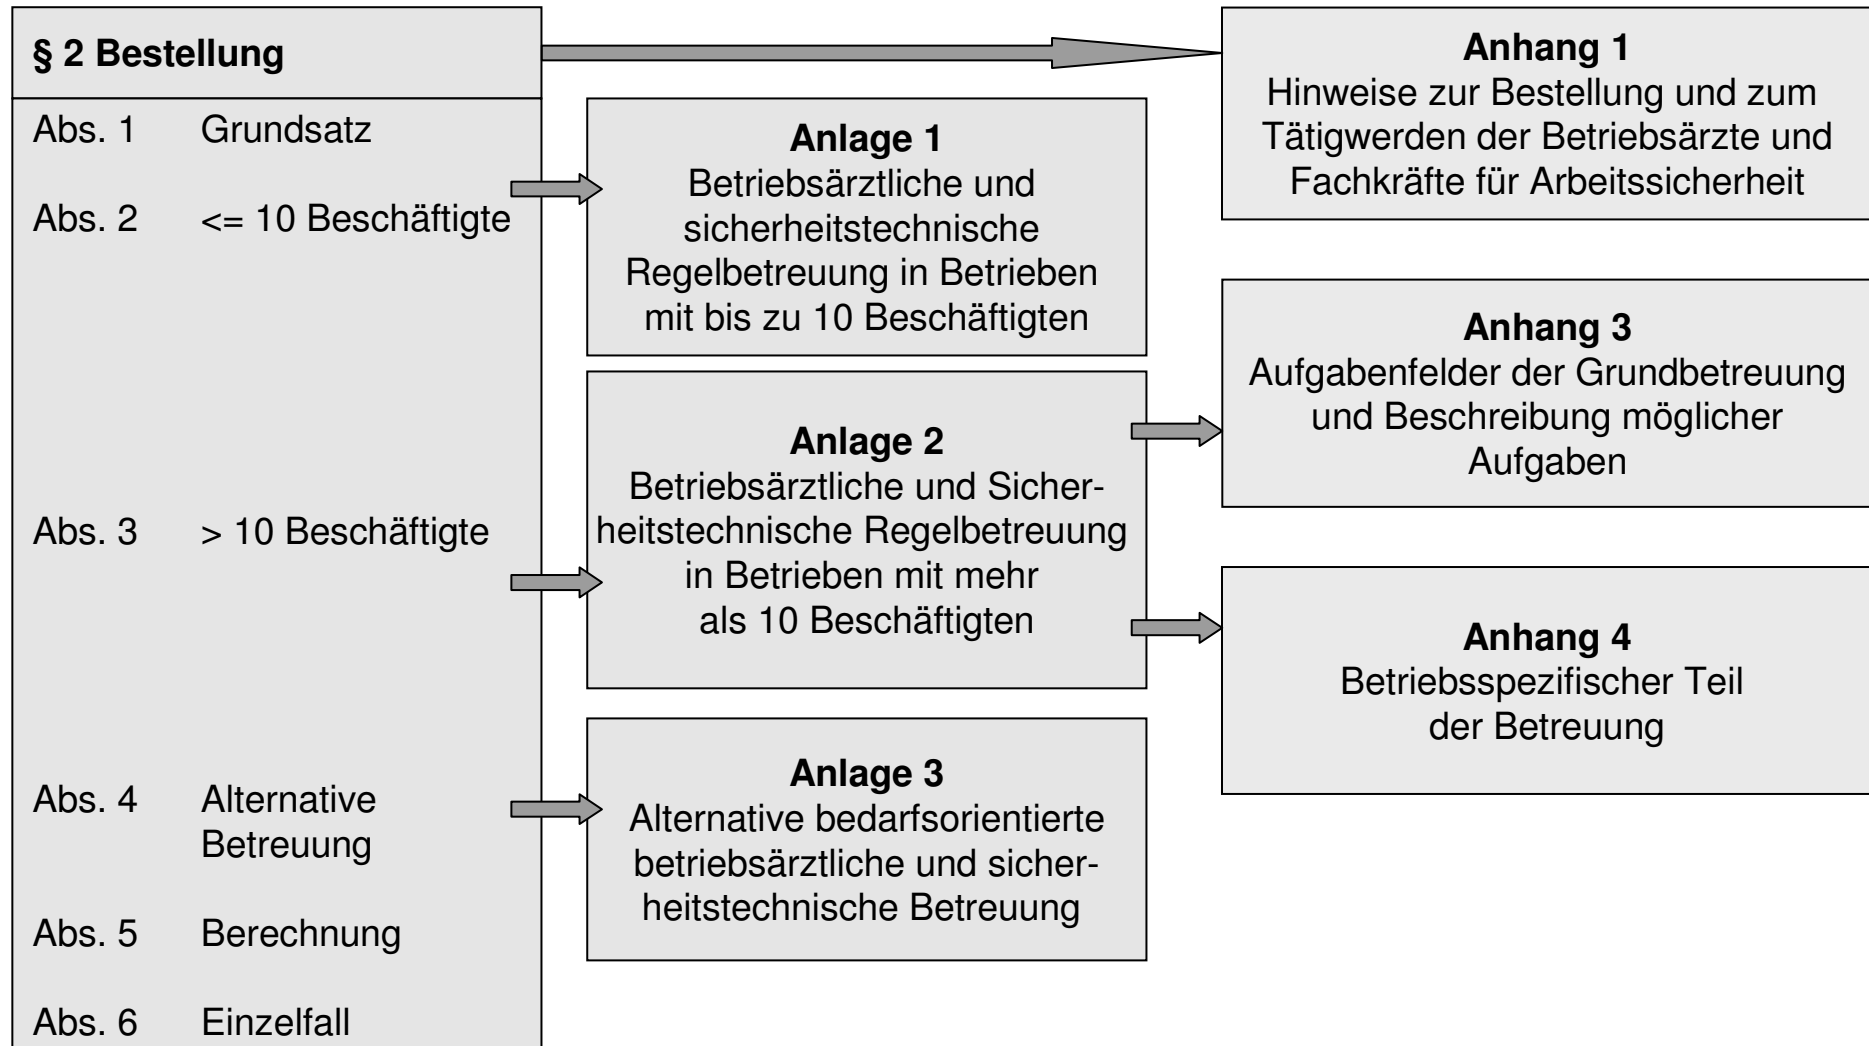 § 2 Bestellung
Abs. 1 Grundsatz
Abs. 2 <= 10 Beschäftigte
Abs. 3 > 10 Beschäftigte
Abs. 4 Alternative
Betreuung
Abs. 5 Berechnung
Abs. 6 Einzelfall
Anlage 1
Betriebsärztliche und
sicherheitstechnische
Regelbetreuung in Betrieben
mit bis zu 10 Beschäftigten
Anlage 2
Betriebsärztliche und Sicher-
heitstechnische Regelbetreuung
in Betrieben mit mehr
als 10 Beschäftigten
Anlage 3
Alternative bedarfsorientierte
betriebsärztliche und sicher-
heitstechnische Betreuung
Anhang 1
Hinweise zur Bestellung und zum
Tätigwerden der Betriebsärzte und
Fachkräfte für Arbeitssicherheit
Anhang 3
Aufgabenfelder der Grundbetreuung
und Beschreibung möglicher
Aufgaben
Anhang 4
Betriebsspezifischer Teil
der Betreuung